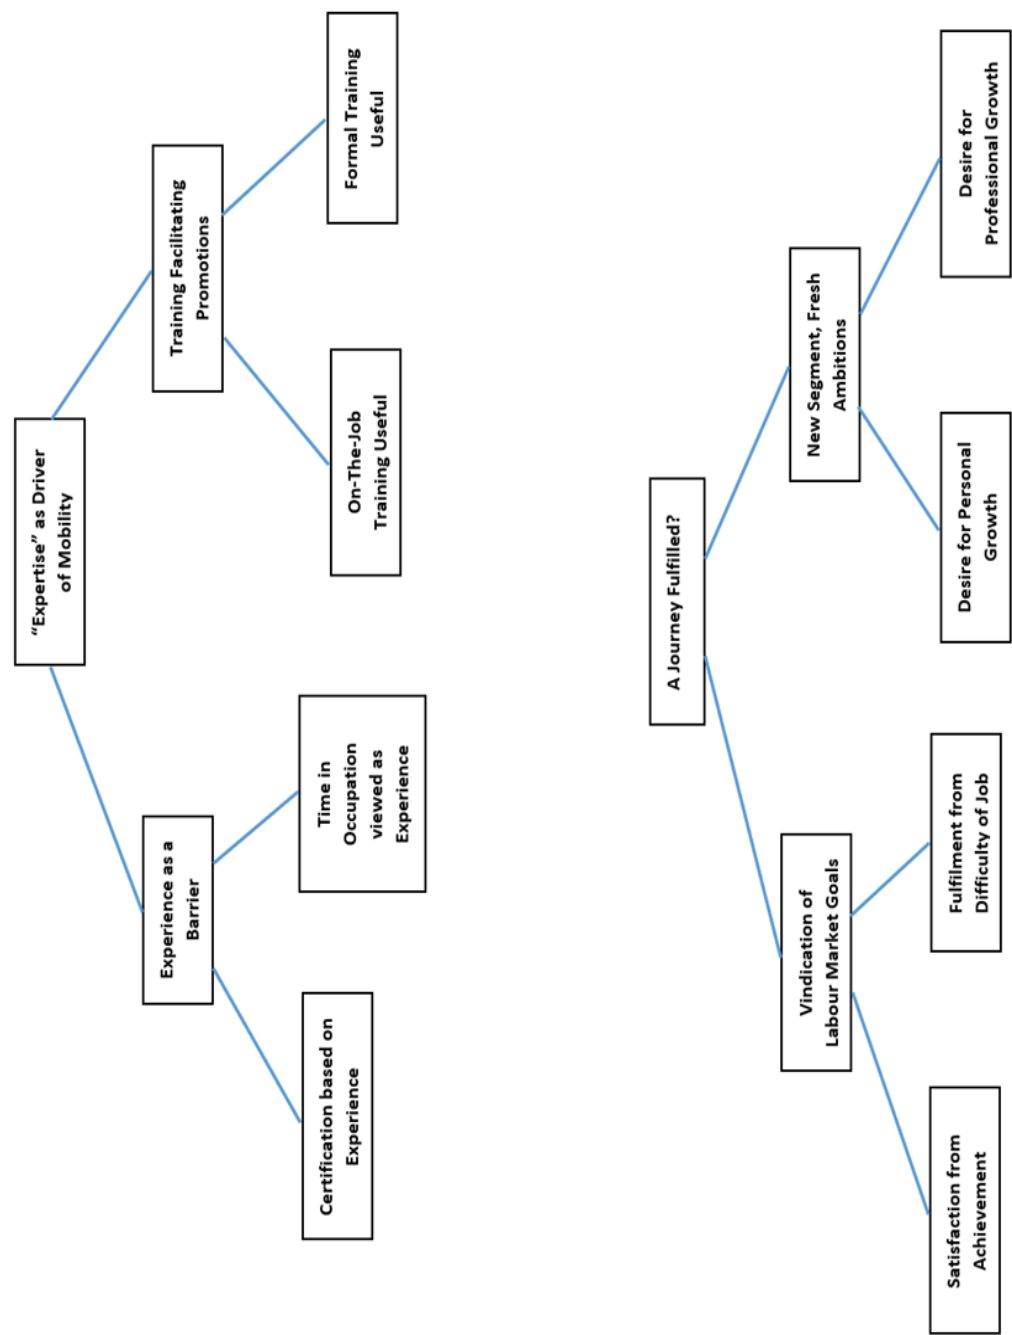 “Expertise” as Driver
of Mobility
Experience as a
Barrier
Training Facilitating
Promotions
Certification based on
Experience
Time in
Occupation
viewed as
Experience
On-The-Job
Training Useful
Formal Training
Useful
A Journey Fulfilled?
Vindication of
Labour Market Goals
New Segment, Fresh
Ambitions
Satisfaction from
Achievement
Fulfilment from
Difficulty of Job
Desire for Personal
Growth
Desire for
Professional Growth